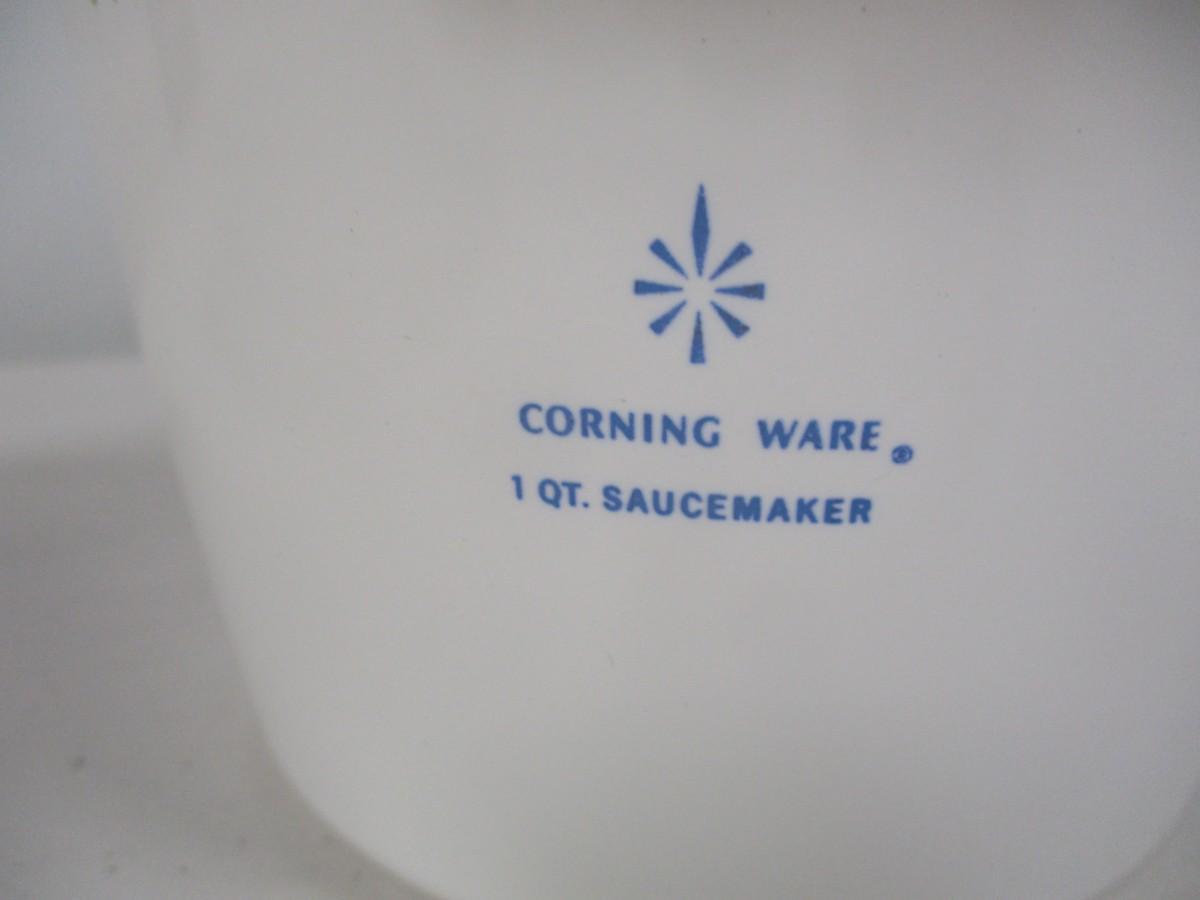 CORNING WARE®
1 QT. SAUCEMAKER